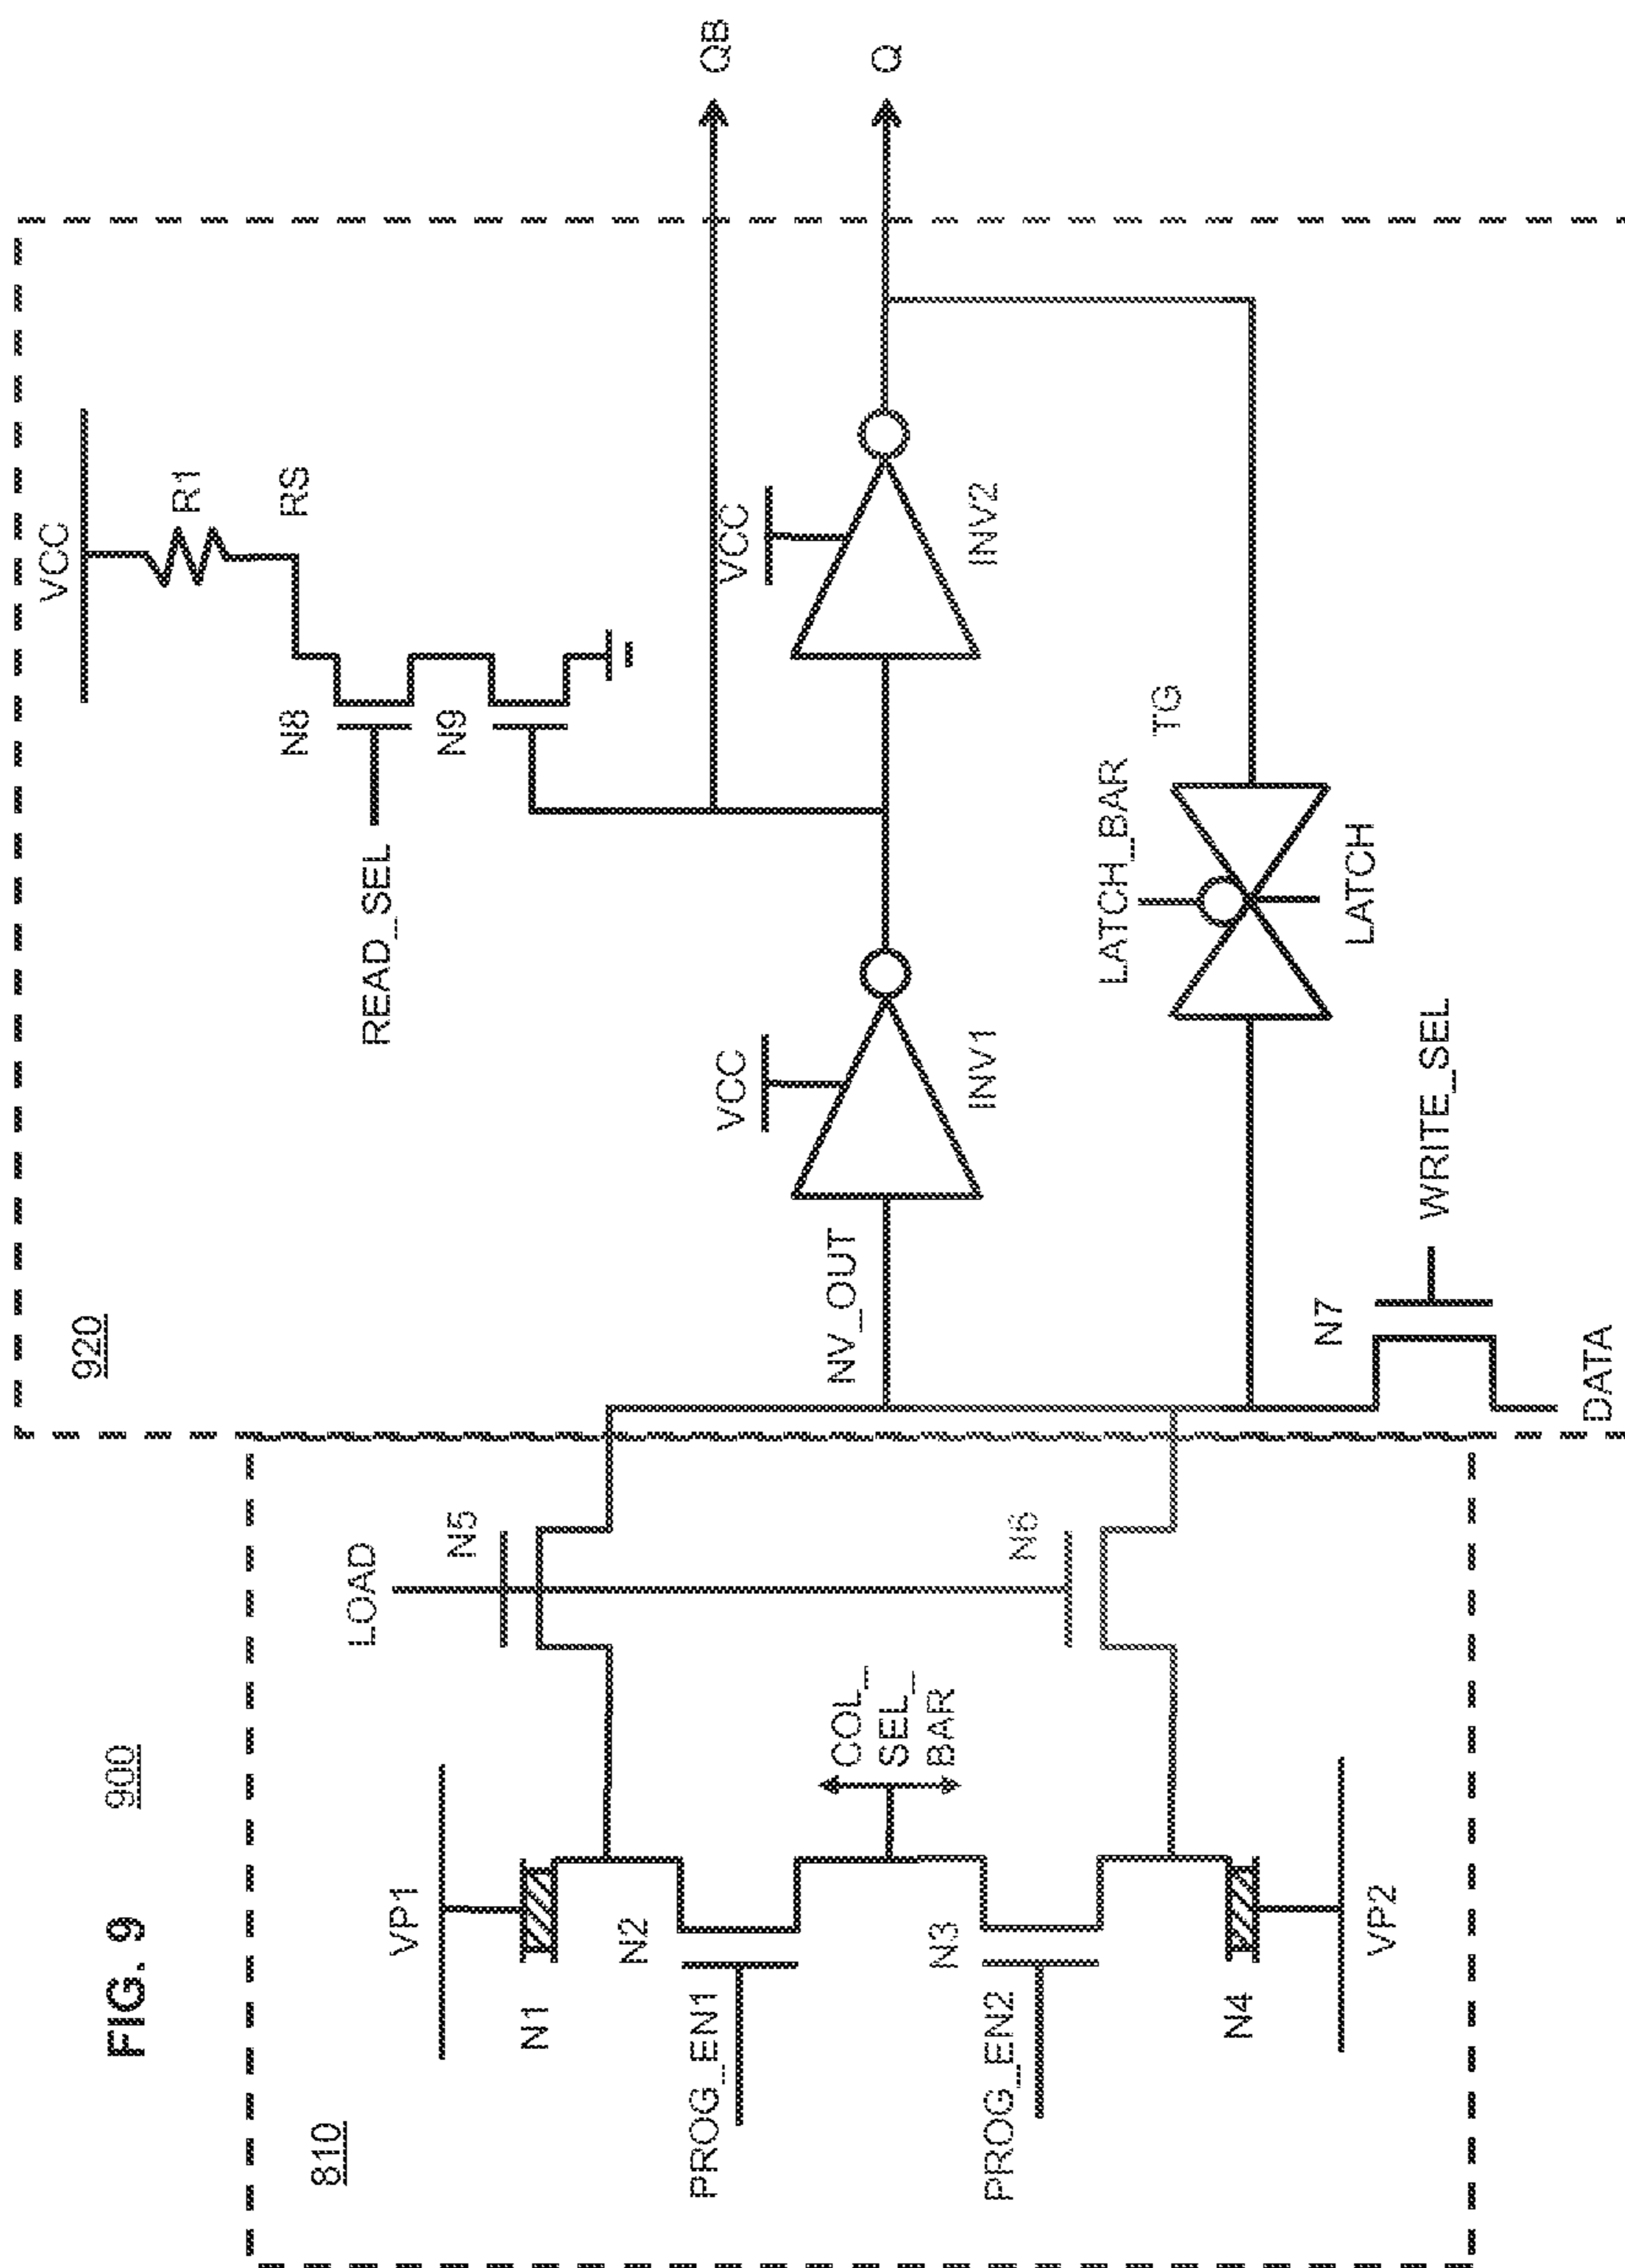 FIG. 9
900
920
810
VCC
R1
RS
N8
READ_SEL
N9
QB
Q
VCC
INV1
VCC
INV2
NV_OUT
LATCH_BAR
TG
LATCH
N7
WRITE_SEL
DATA
LOAD
N5
N6
VP1
N1
N2
PROG_EN1
COL_
SEL_
BAR
N3
PROG_EN2
N4
VP2